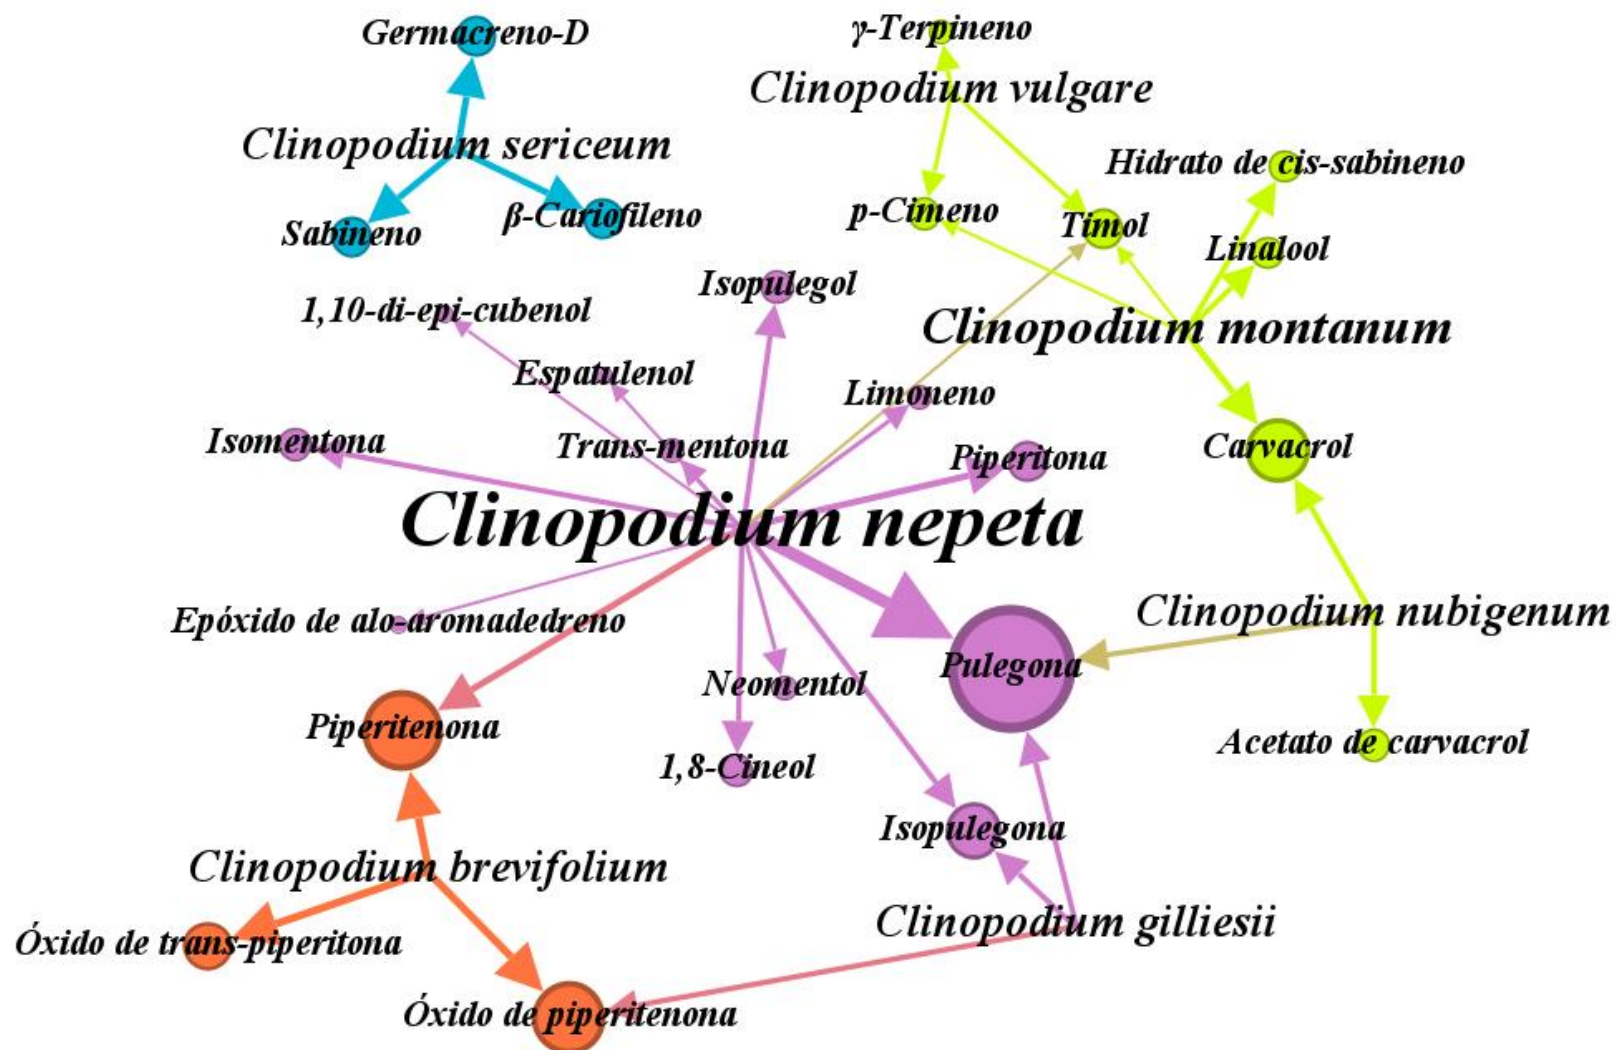 Germacreno-D
γ-Terpineno
Clinopodium vulgare
Clinopodium sericeum
Hidrato de cis-sabineno
Sabineno
β-Cariofileno
p-Cimeno
Timol
Linalool
Isopulegol
1,10-di-epi-cubenol
Clinopodium montanum
Espatulenol
Limoneno
Isomentona
Trans-mentona
Piperitona
Carvacrol
Clinopodium nepeta
Epóxido de alo-aromadedreno
Clinopodium nubigenum
Pulegona
Neomentol
Piperitenona
1,8-Cineol
Acetato de carvacrol
Isopulegona
Clinopodium brevifolium
Clinopodium gilliesii
Óxido de trans-piperitona
Óxido de piperitenona